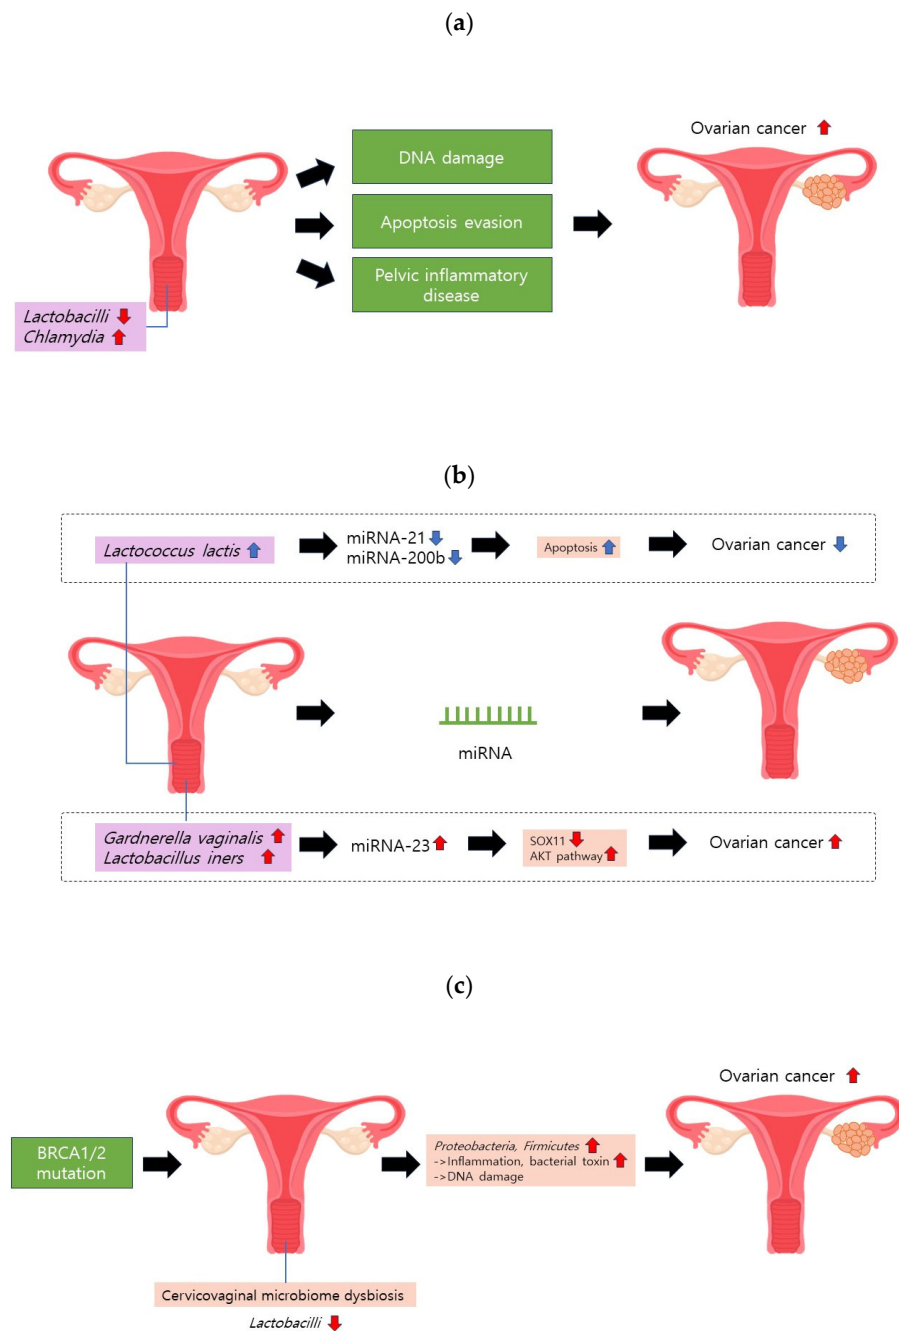 (a)
Ovarian cancer
DNA damage
Apoptosis evasion
Pelvic inflammatory
disease
Lactobacilli
Chlamydia
(b)
Lactococcus lactis
miRNA-21
miRNA-200b
Apoptosis
Ovarian cancer
miRNA
Gardnerella vaginalis
Lactobacillus iners
miRNA-23
SOX11
AKT pathway
Ovarian cancer
(c)
Ovarian cancer
BRCA1/2
mutation
Proteobacteria, Firmicutes
->Inflammation, bacterial toxin
->DNA damage
Cervicovaginal microbiome dysbiosis
Lactobacilli